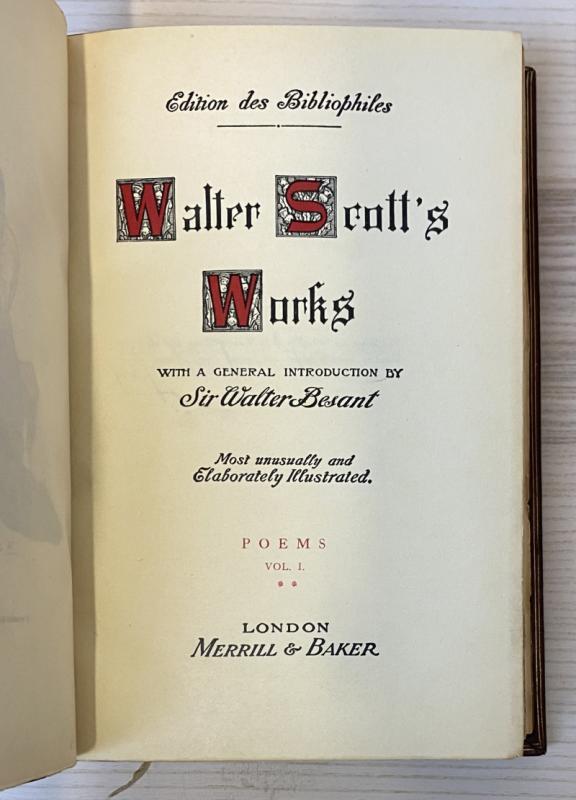 Edition des Bibliophiles
Walter Scott's
Works
WITH A GENERAL INTRODUCTION BY
Sir Walter Besant
Most unusually and
Elaborately Illustrated.
POEMS
VOL. I.
LONDON
MERRILL & BAKER